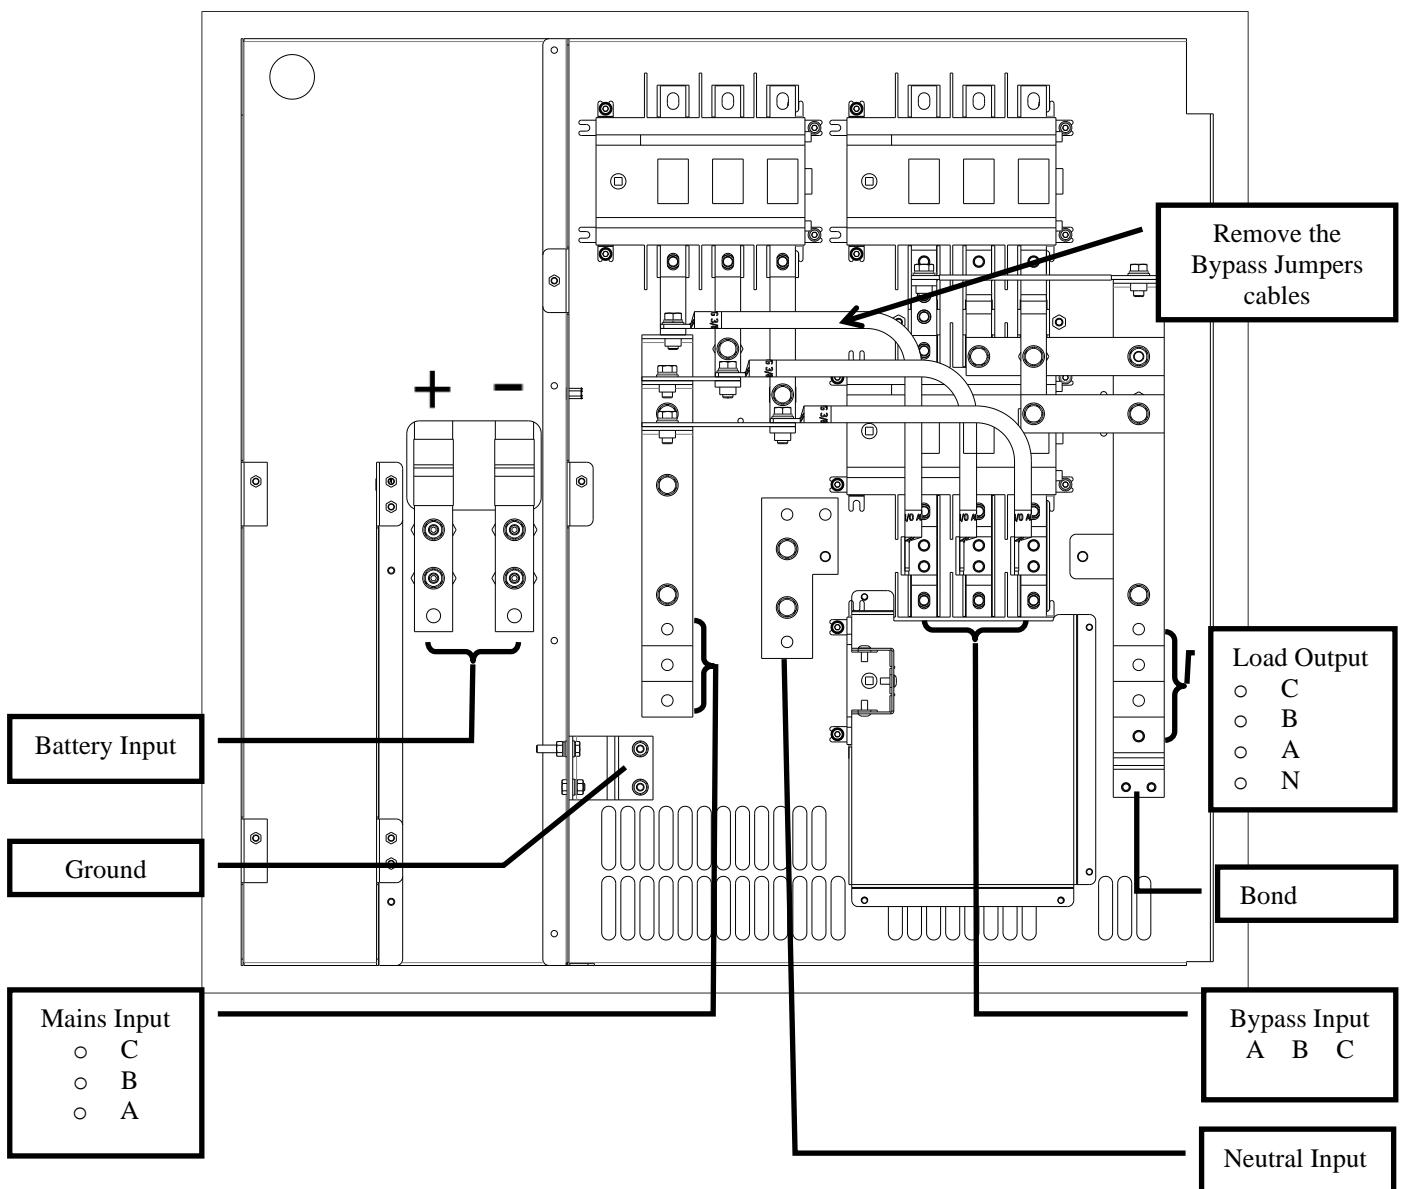 Remove the
Bypass Jumpers
cables
+ -
Load Output
○ C
○ B
○ A
○ N
Battery Input
Ground
Bond
Mains Input
○ C
○ B
○ A
Bypass Input
A B C
Neutral Input